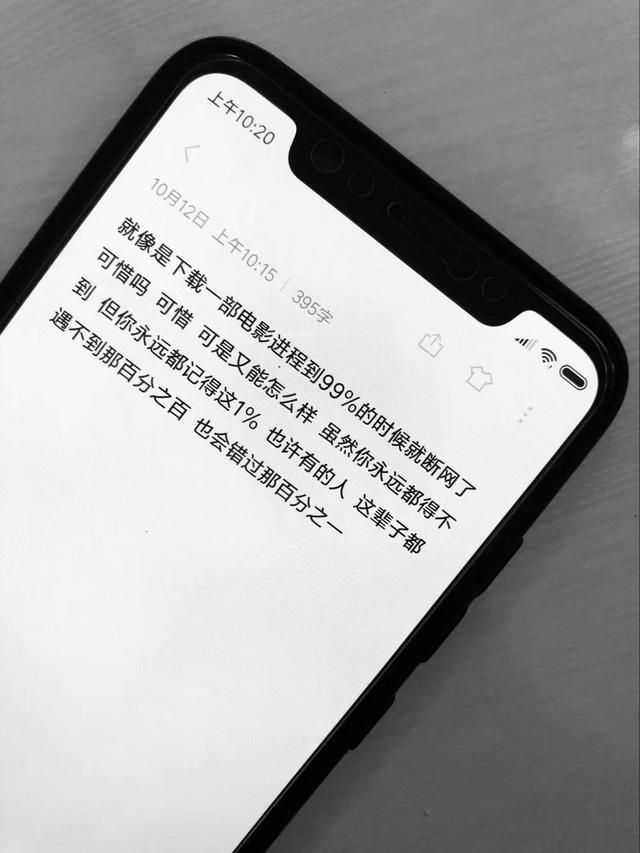 上午10:20
10月12日 上午10:15 | 395字
就像是下载一部电影进程到99%的时候就断网了
可惜吗 可惜 可是又能怎么样 虽然你永远都得不
到 但你永远都记得这1% 也许有的人 这辈子都
遇不到那百分之百 也会错过那百分之一